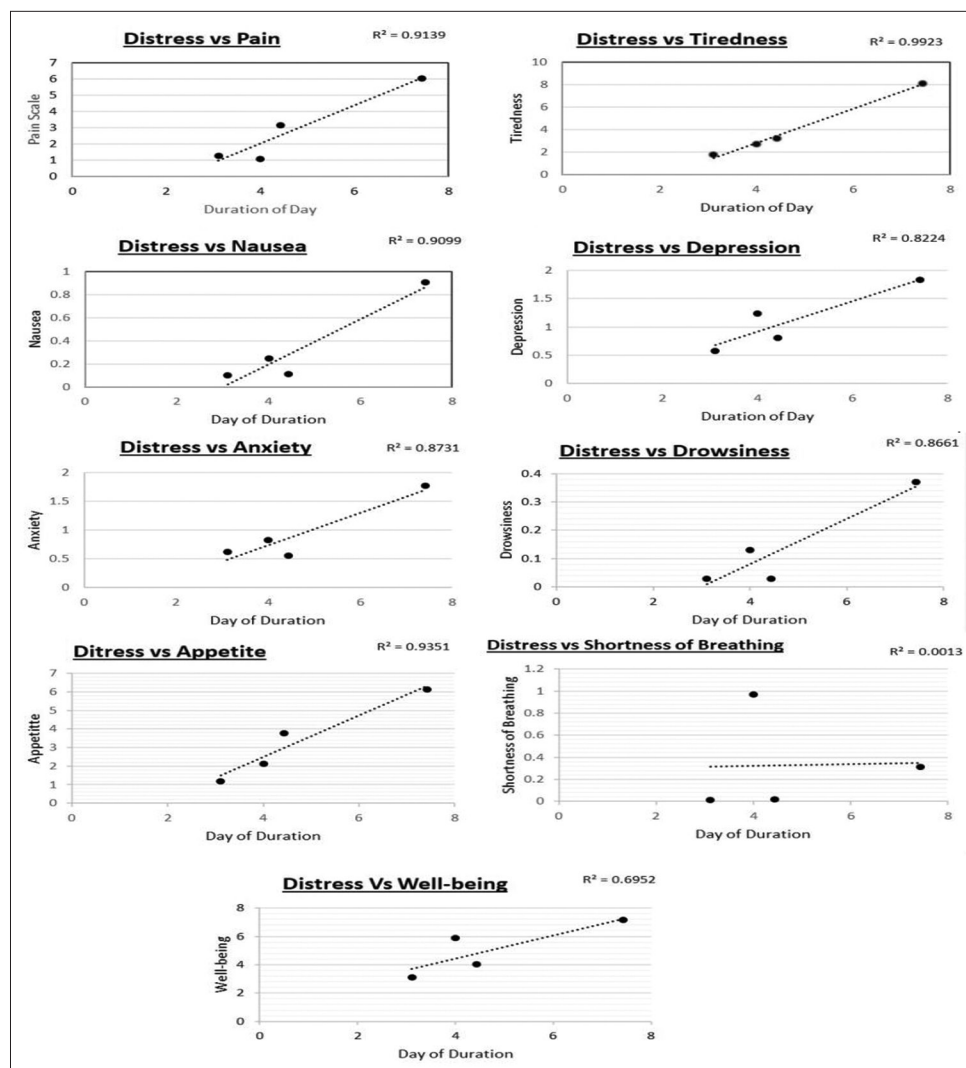 Distress vs Pain
R² = 0.9139
Pain Scale
7
6
5
4
3
2
1
0
0 2 4 6 8
Duration of Day
Distress vs Tiredness
R² = 0.9923
Tiredness
10
8
6
4
2
0
0 2 4 6 8
Duration of Day
Distress vs Nausea
R² = 0.9099
Nausea
1
0.8
0.6
0.4
0.2
0
0 2 4 6 8
Day of Duration
Distress vs Depression
R² = 0.8224
Depression
2
1.5
1
0.5
0
0 2 4 6 8
Duration of Day
Distress vs Anxiety
R² = 0.8731
Anxiety
2
1.5
1
0.5
0
0 2 4 6 8
Day of Duration
Distress vs Drowsiness
R² = 0.8661
Drowsiness
0.4
0.3
0.2
0.1
0
0 2 4 6 8
Day of Duration
Ditress vs Appetite
R² = 0.9351
Appetitte
7
6
5
4
3
2
1
0
0 2 4 6 8
Day of Duration
Distress vs Shortness of Breathing
R² = 0.0013
Shortness of Breathing
1.2
1
0.8
0.6
0.4
0.2
0
0 2 4 6 8
Day of Duration
Distress Vs Well-being
R² = 0.6952
Well-being
8
6
4
2
0
0 2 4 6 8
Day of Duration